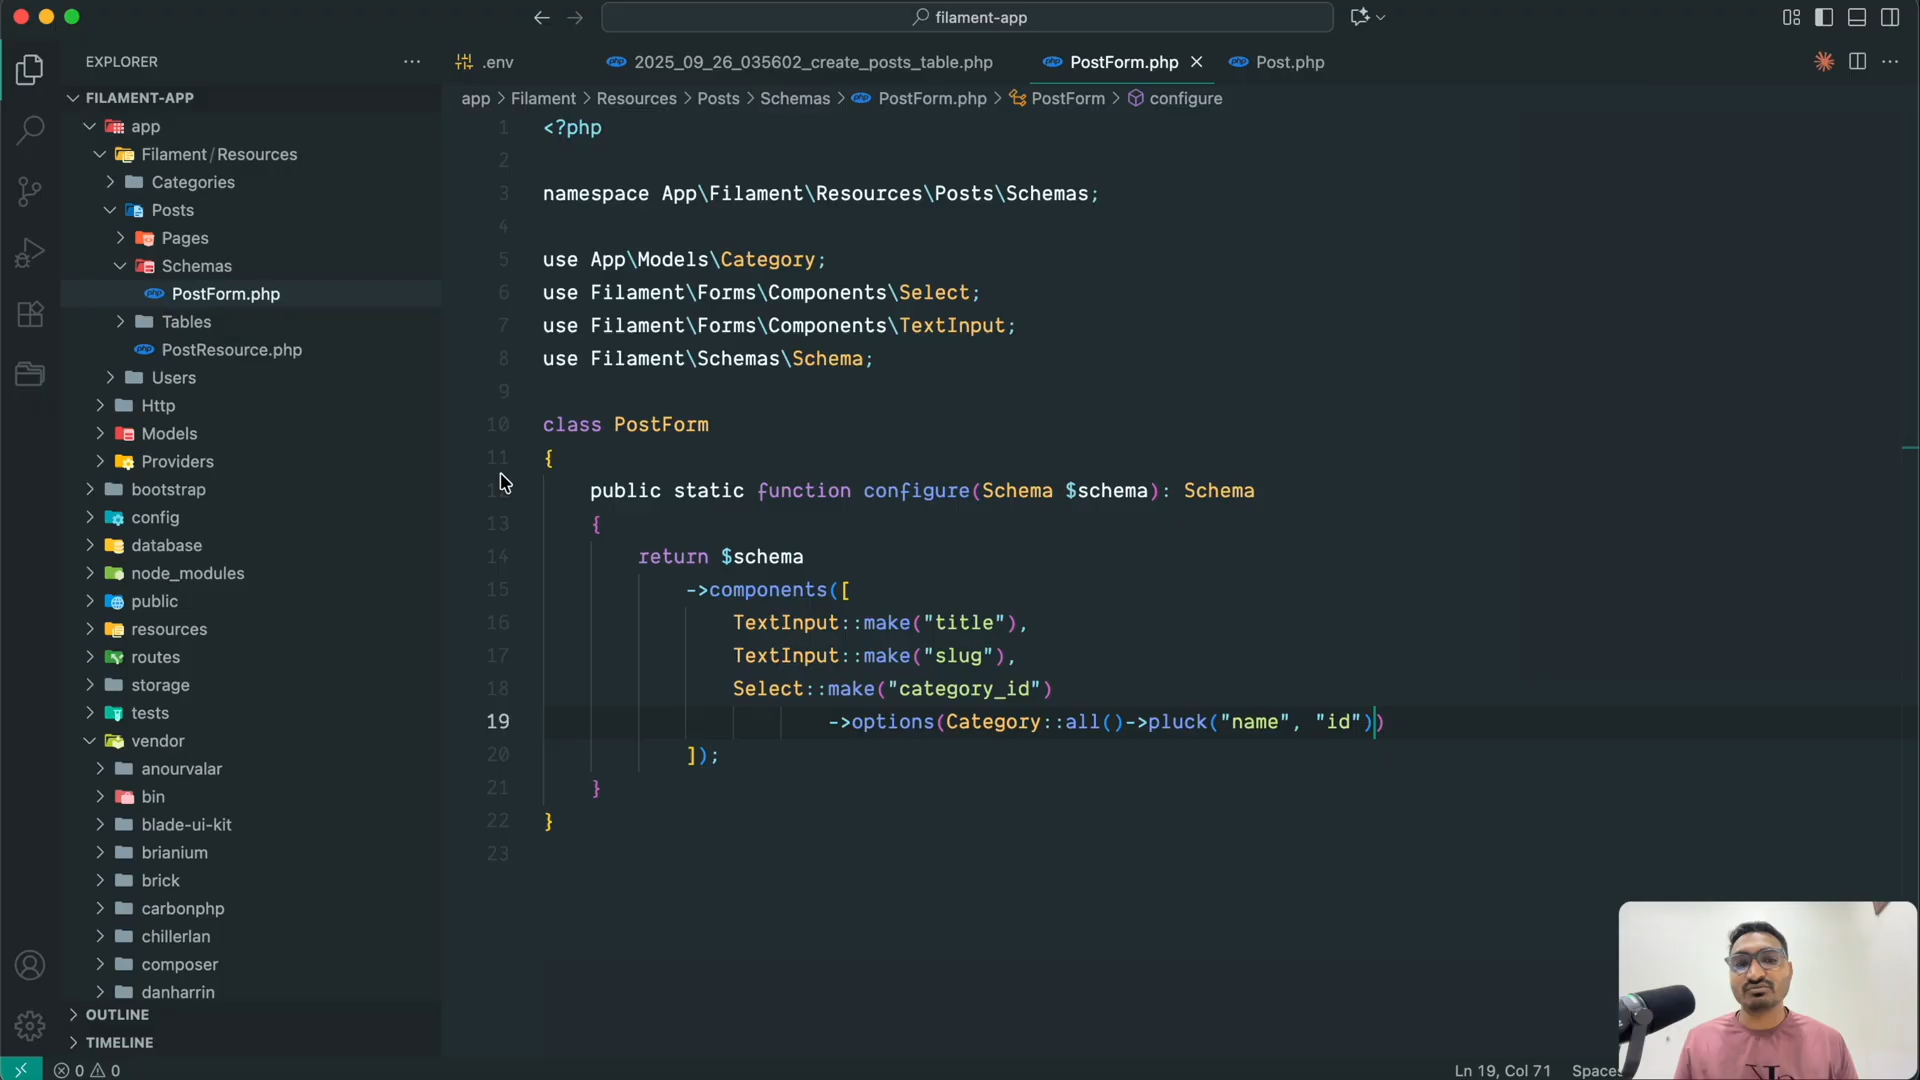 filament-app
EXPLORER
.env
2025_09_26_035602_create_posts_table.php
PostForm.php
Post.php
app > Filament > Resources > Posts > Schemas > PostForm.php > PostForm > configure
FILAMENT-APP
app
Filament / Resources
Categories
Posts
Pages
Schemas
PostForm.php
Tables
PostResource.php
Users
Http
Models
Providers
bootstrap
config
database
node_modules
public
resources
routes
storage
tests
vendor
anourvalar
bin
blade-ui-kit
brianium
brick
carbonphp
chillerlan
composer
danharrin
OUTLINE
TIMELINE
1 <?php
2
3 namespace App\Filament\Resources\Posts\Schemas;
4
5 use App\Models\Category;
6 use Filament\Forms\Components\Select;
7 use Filament\Forms\Components\TextInput;
8 use Filament\Schemas\Schema;
9
10 class PostForm
11 {
12 public static function configure(Schema $schema): Schema
13 {
14 return $schema
15 ->components([
16 TextInput::make("title"),
17 TextInput::make("slug"),
18 Select::make("category_id")
19 ->options(Category::all()->pluck("name", "id"))
20 ]);
21 }
22 }
23
0 0
Ln 19, Col 71
Spaces